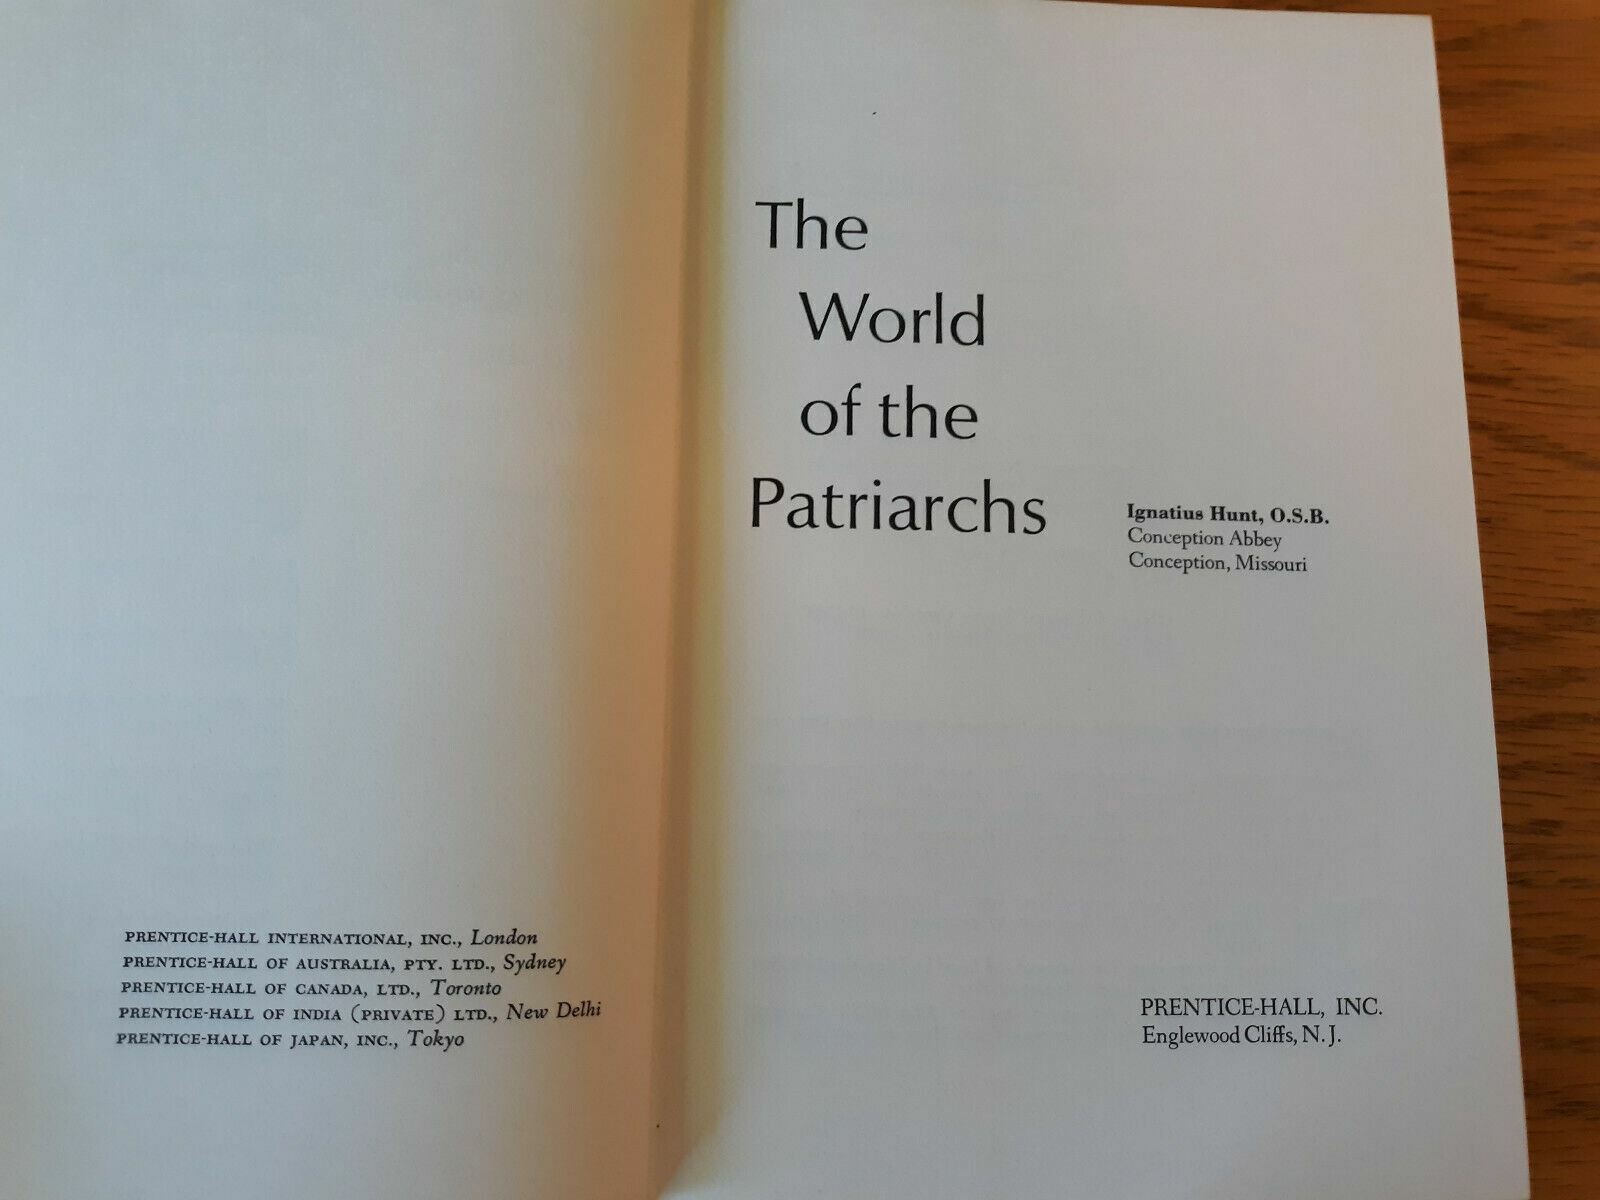 PRENTICE-HALL INTERNATIONAL, INC., London
PRENTICE-HALL OF AUSTRALIA, PTY. LTD., Sydney
PRENTICE-HALL OF CANADA, LTD., Toronto
PRENTICE-HALL OF INDIA (PRIVATE) LTD., New Delhi
PRENTICE-HALL OF JAPAN, INC., Tokyo
The
World
of the
Patriarchs
Ignatius Hunt, O.S.B.
Conception Abbey
Conception, Missouri
PRENTICE-HALL, INC.
Englewood Cliffs, N.J.